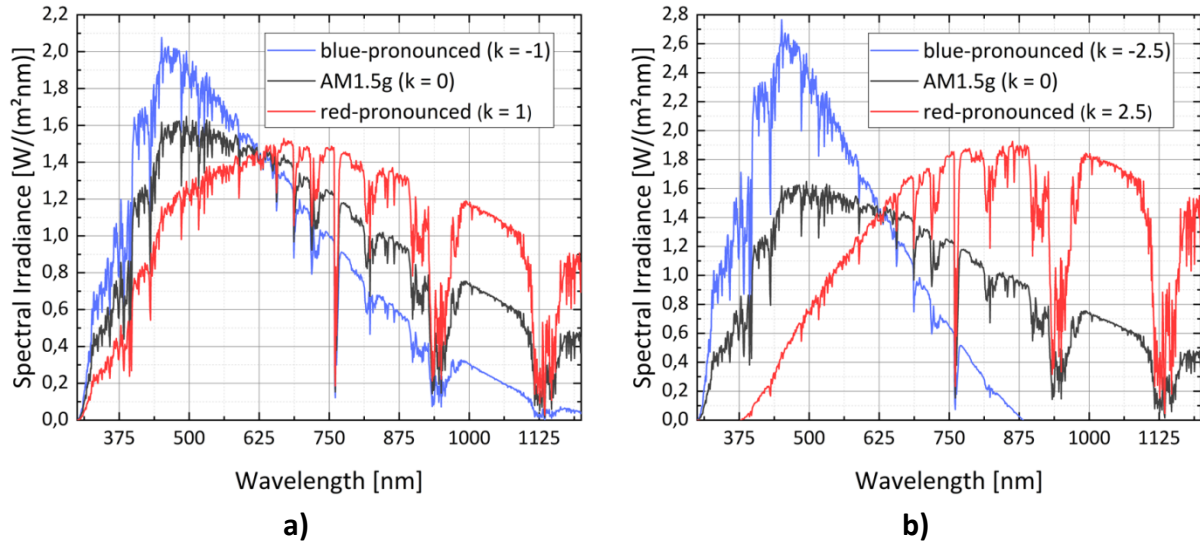 2,2
2,0
1,8
1,6
1,4
1,2
1,0
0,8
0,6
0,4
0,2
0,0
Spectral Irradiance [W/(m²nm)]
blue-pronounced (k = -1)
AM1.5g (k = 0)
red-pronounced (k = 1)
375 500 625 750 875 1000 1125
Wavelength [nm]
a)
2,8
2,6
2,4
2,2
2,0
1,8
1,6
1,4
1,2
1,0
0,8
0,6
0,4
0,2
0,0
Spectral Irradiance [W/(m²nm)]
blue-pronounced (k = -2.5)
AM1.5g (k = 0)
red-pronounced (k = 2.5)
375 500 625 750 875 1000 1125
Wavelength [nm]
b)